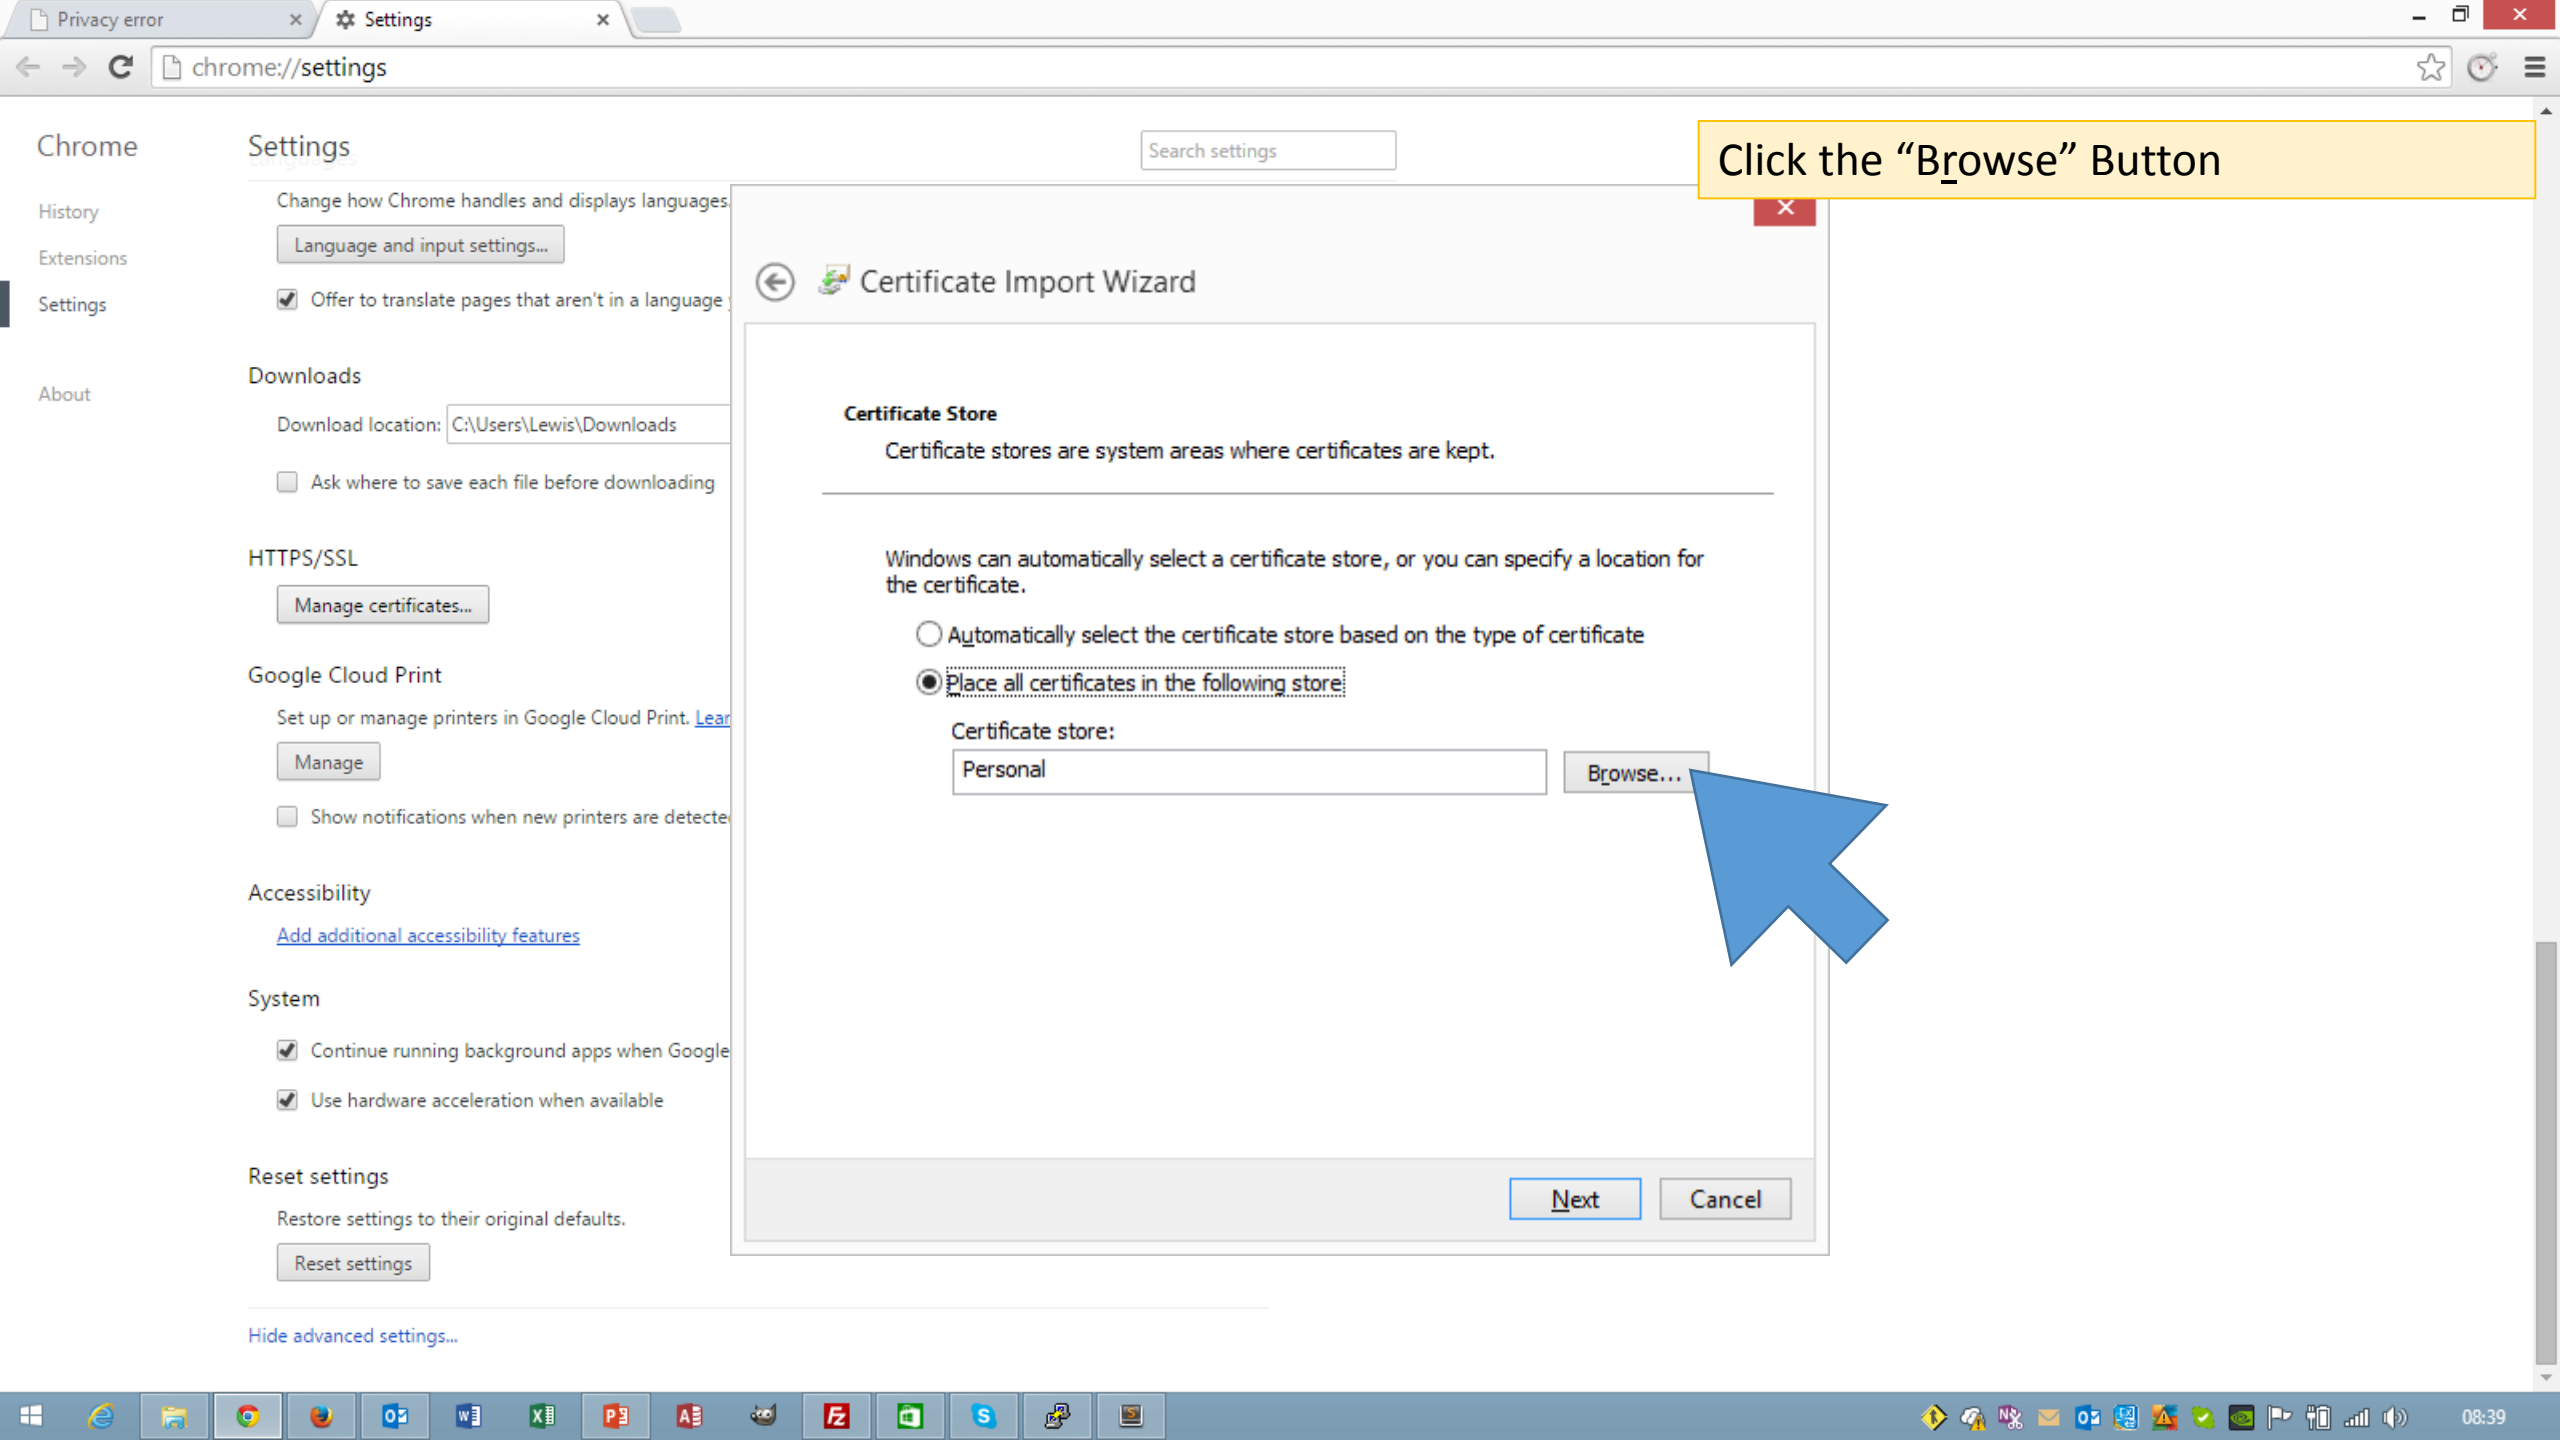 Privacy error
Settings
chrome://settings
Click the “Browse” Button
Chrome
Settings
Search settings
History
Extensions
Settings
About
Change how Chrome handles and displays languages.
Language and input settings...
Offer to translate pages that aren't in a language
Downloads
Download location: C:\Users\Lewis\Downloads
Ask where to save each file before downloading
HTTPS/SSL
Manage certificates...
Google Cloud Print
Set up or manage printers in Google Cloud Print. Lear
Manage
Show notifications when new printers are detecte
Accessibility
Add additional accessibility features
System
Continue running background apps when Google
Use hardware acceleration when available
Reset settings
Restore settings to their original defaults.
Reset settings
Hide advanced settings...
Certificate Import Wizard
Certificate Store
Certificate stores are system areas where certificates are kept.
Windows can automatically select a certificate store, or you can specify a location for
the certificate.
Automatically select the certificate store based on the type of certificate
Place all certificates in the following store
Certificate store:
Personal
Browse...
Next
Cancel
08:39